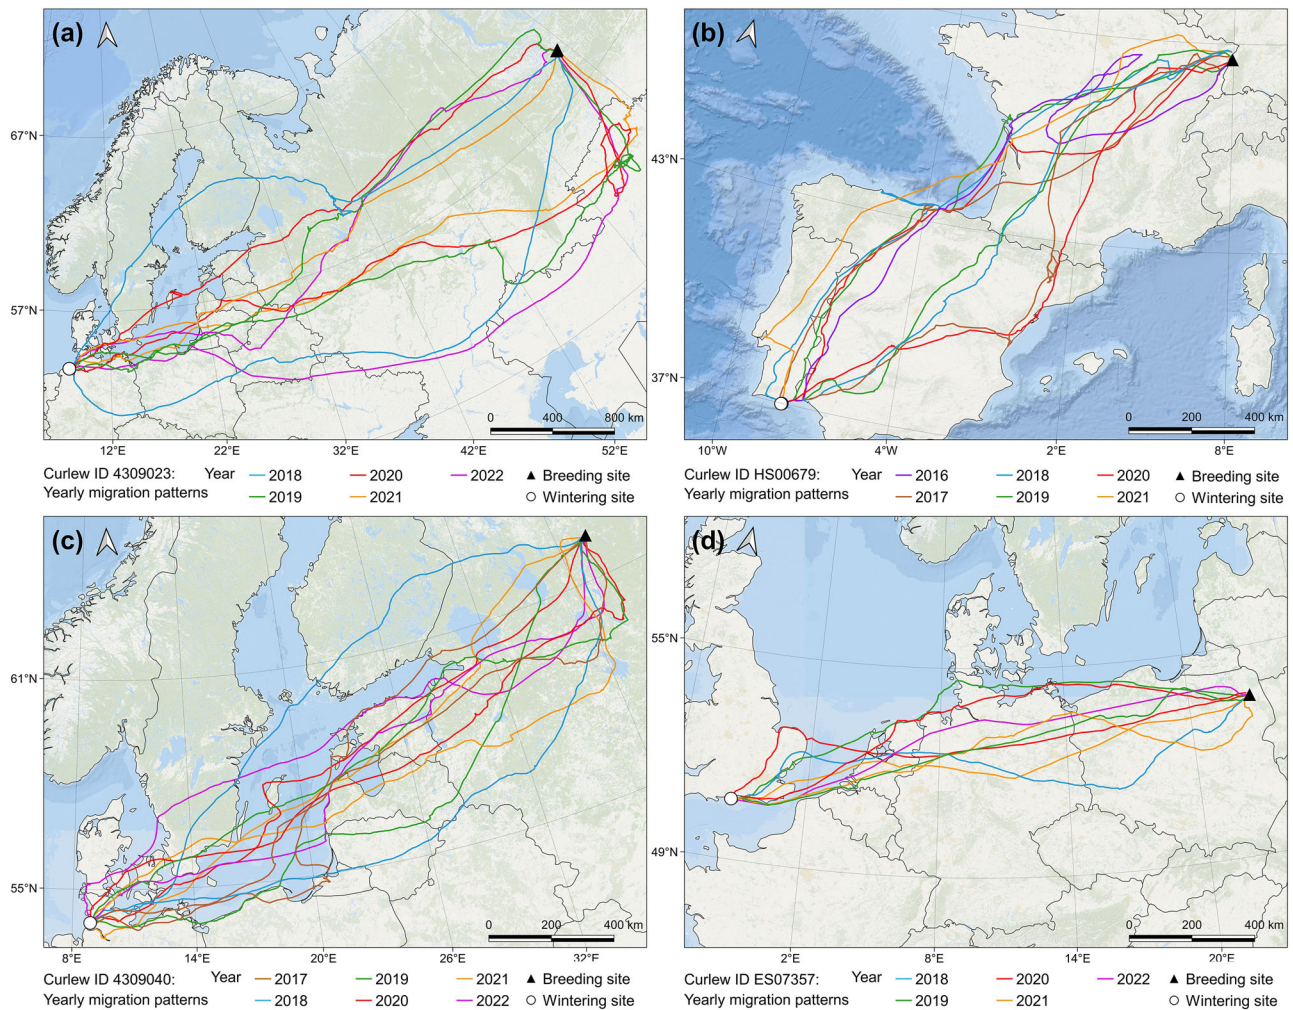 (a)
67°N
57°N
0 400 800 km
12°E 22°E 32°E 42°E 52°E
Curlew ID 4309023: Year 2018 2020 2022 Breeding site
Yearly migration patterns 2019 2021 Wintering site
(b)
43°N
37°N
0 200 400 km
10°W 4°W 2°E 8°E
Curlew ID HS00679: Year 2016 2018 2020 Breeding site
Yearly migration patterns 2017 2019 2021 Wintering site
(c)
61°N
55°N
0 200 400 km
8°E 14°E 20°E 26°E 32°E
Curlew ID 4309040: Year 2017 2019 2021 Breeding site
Yearly migration patterns 2018 2020 2022 Wintering site
(d)
55°N
49°N
0 200 400 km
2°E 8°E 14°E 20°E
Curlew ID ES07357: Year 2018 2020 2022 Breeding site
Yearly migration patterns 2019 2021 Wintering site